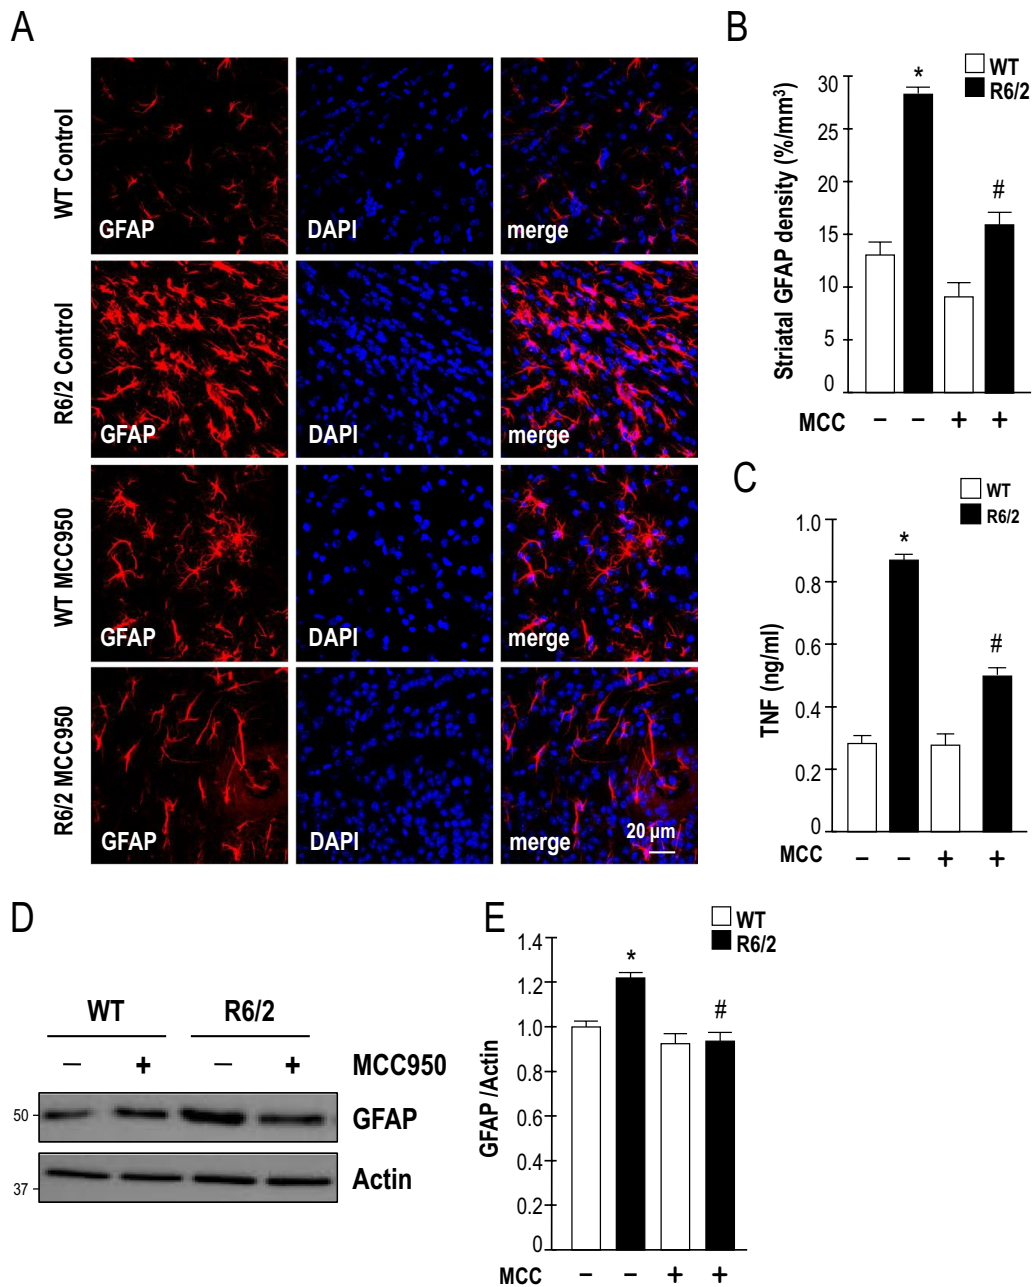 A
WT Control
GFAP
DAPI
merge
R6/2 Control
GFAP
DAPI
merge
WT MCC950
GFAP
DAPI
merge
R6/2 MCC950
GFAP
DAPI
merge
20 μm
B
WT
R6/2
Striatal GFAP density (%/mm³)
30
25
20
15
10
5
0
*
#
MCC − − + +
C
WT
R6/2
TNF (ng/ml)
1.0
0.8
0.6
0.4
0.2
0
*
#
MCC − − + +
D
WT R6/2
− + − + MCC950
50 GFAP
37 Actin
E
WT
R6/2
GFAP /Actin
1.4
1.2
1.0
0.8
0.6
0.4
0.2
0
*
#
MCC − − + +